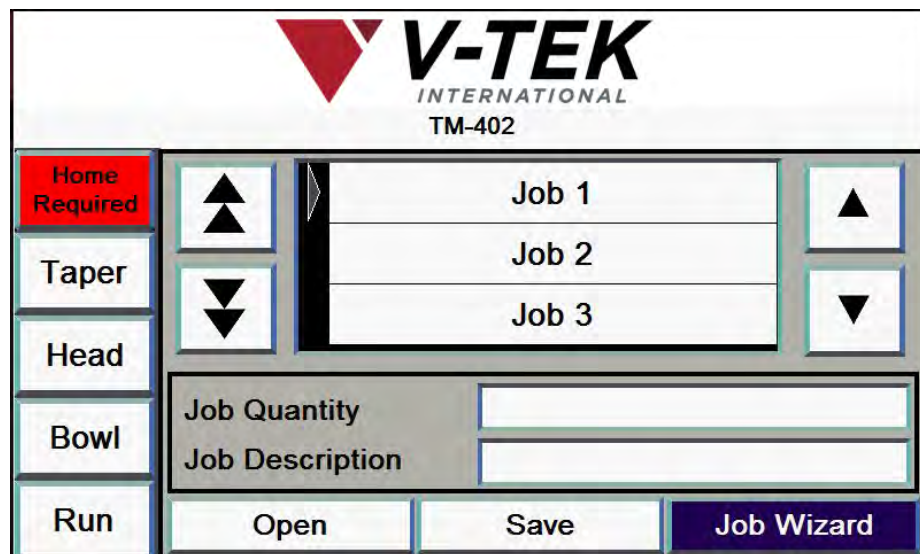 V-TEK
INTERNATIONAL
TM-402
Home
Required
Taper
Head
Bowl
Run
Job 1
Job 2
Job 3
Job Quantity
Job Description
Open
Save
Job Wizard